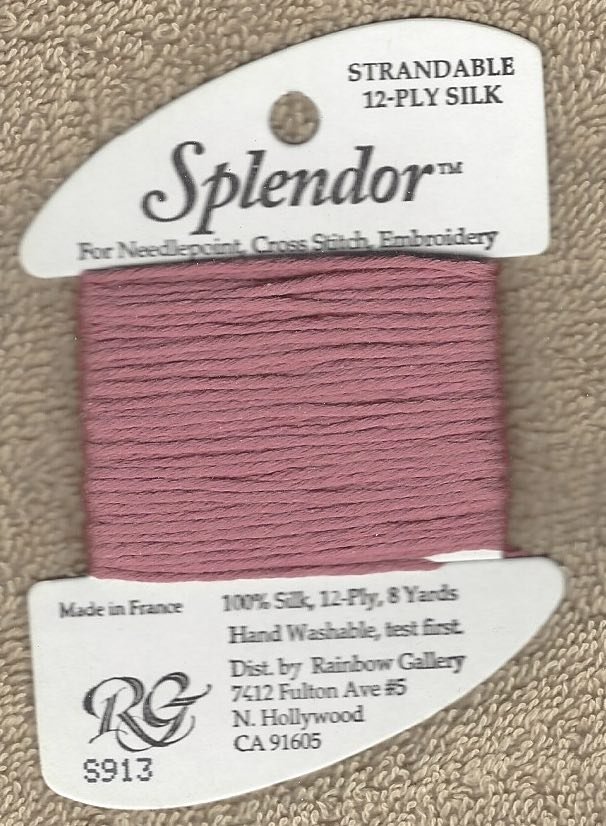 STRANDABLE
12-PLY SILK
Splendor™
For Needlepoint, Cross Stitch, Embroidery
Made in France
100% Silk, 12-Ply, 8 Yards
Hand Washable, test first.
Dist. by Rainbow Gallery
7412 Fulton Ave #5
N. Hollywood
CA 91605
RG
S913